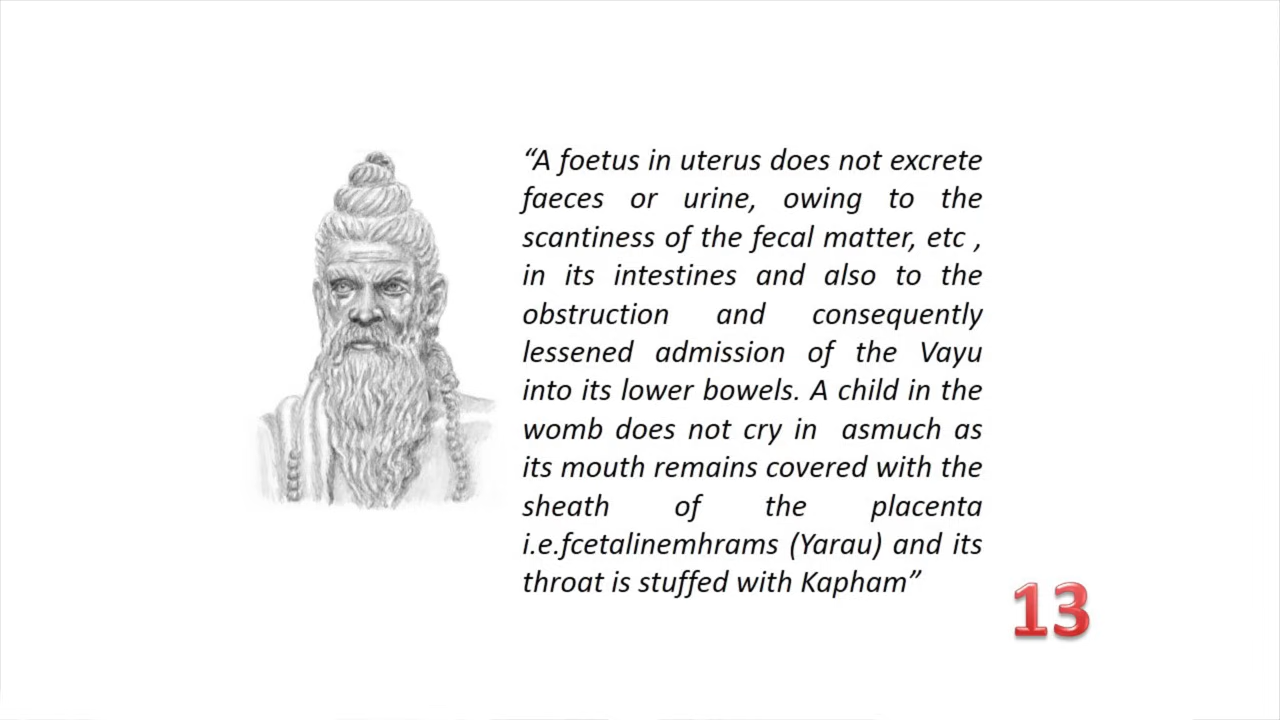 “A foetus in uterus does not excrete
faeces or urine, owing to the
scantiness of the fecal matter, etc ,
in its intestines and also to the
obstruction and consequently
lessened admission of the Vayu
into its lower bowels. A child in the
womb does not cry in asmuch as
its mouth remains covered with the
sheath of the placenta
i.e.fcetalinemhrams (Yarau) and its
throat is stuffed with Kapham”
13